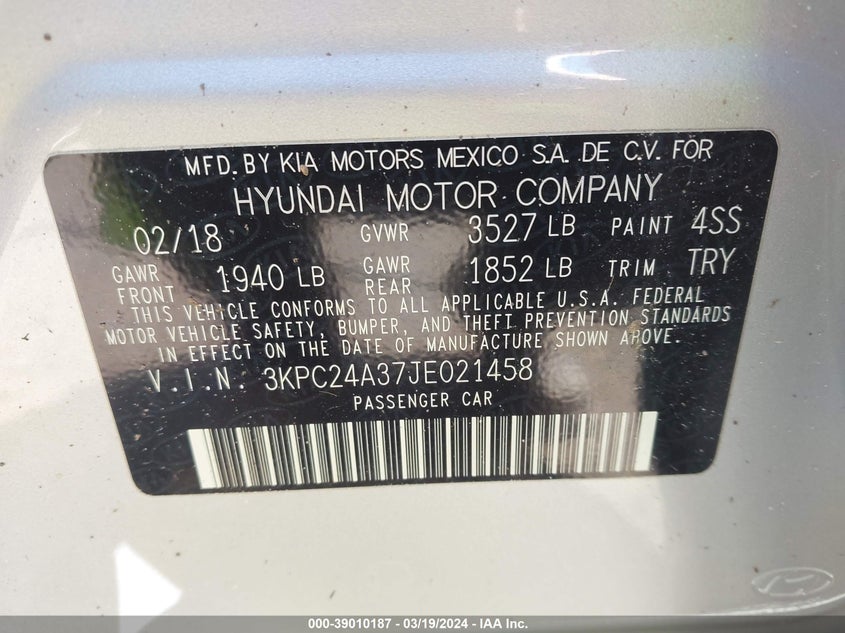 MFD. BY KIA MOTORS MEXICO S.A. DE C.V. FOR
HYUNDAI MOTOR COMPANY
02/18 GVWR 3527 LB PAINT 4SS
GAWR FRONT 1940 LB GAWR REAR 1852 LB TRIM TRY
THIS VEHICLE CONFORMS TO ALL APPLICABLE U.S.A. FEDERAL
MOTOR VEHICLE SAFETY, BUMPER, AND THEFT PREVENTION STANDARDS
IN EFFECT ON THE DATE OF MANUFACTURE SHOWN ABOVE.
V.I.N. 3KPC24A37JE021458
PASSENGER CAR
000-39010187 - 03/19/2024 - IAA Inc.